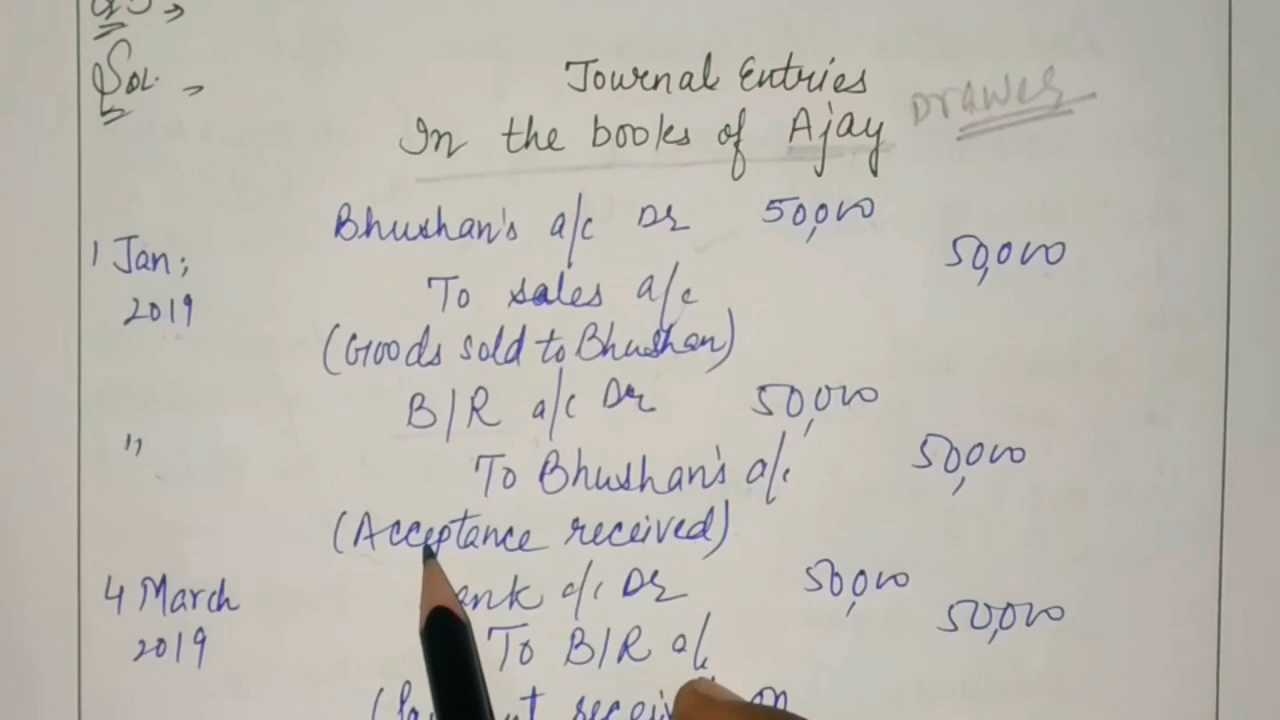 Sol.
Journal Entries
In the books of Ajay Drawer
Bhushan's a/c Dr 50,000
1 Jan; 2019
50,000
To sales a/c
(Goods sold to Bhushan)
B/R a/c Dr 50,000
"
To Bhushan's a/c 50,000
(Acceptance received)
4 March 2019
a/c Dr 50,000
To B/R a/c 50,000